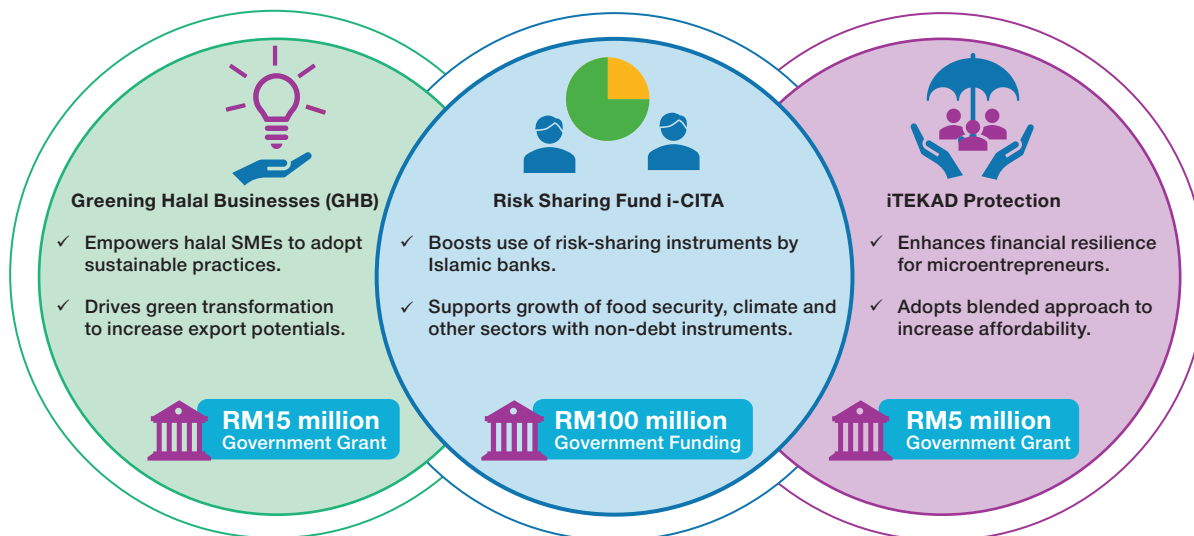 Greening Halal Businesses (GHB)
✓ Empowers halal SMEs to adopt
sustainable practices.
✓ Drives green transformation
to increase export potentials.
RM15 million
Government Grant
Risk Sharing Fund i-CITA
✓ Boosts use of risk-sharing instruments by
Islamic banks.
✓ Supports growth of food security, climate and
other sectors with non-debt instruments.
RM100 million
Government Funding
iTEKAD Protection
✓ Enhances financial resilience
for microentrepreneurs.
✓ Adopts blended approach to
increase affordability.
RM5 million
Government Grant